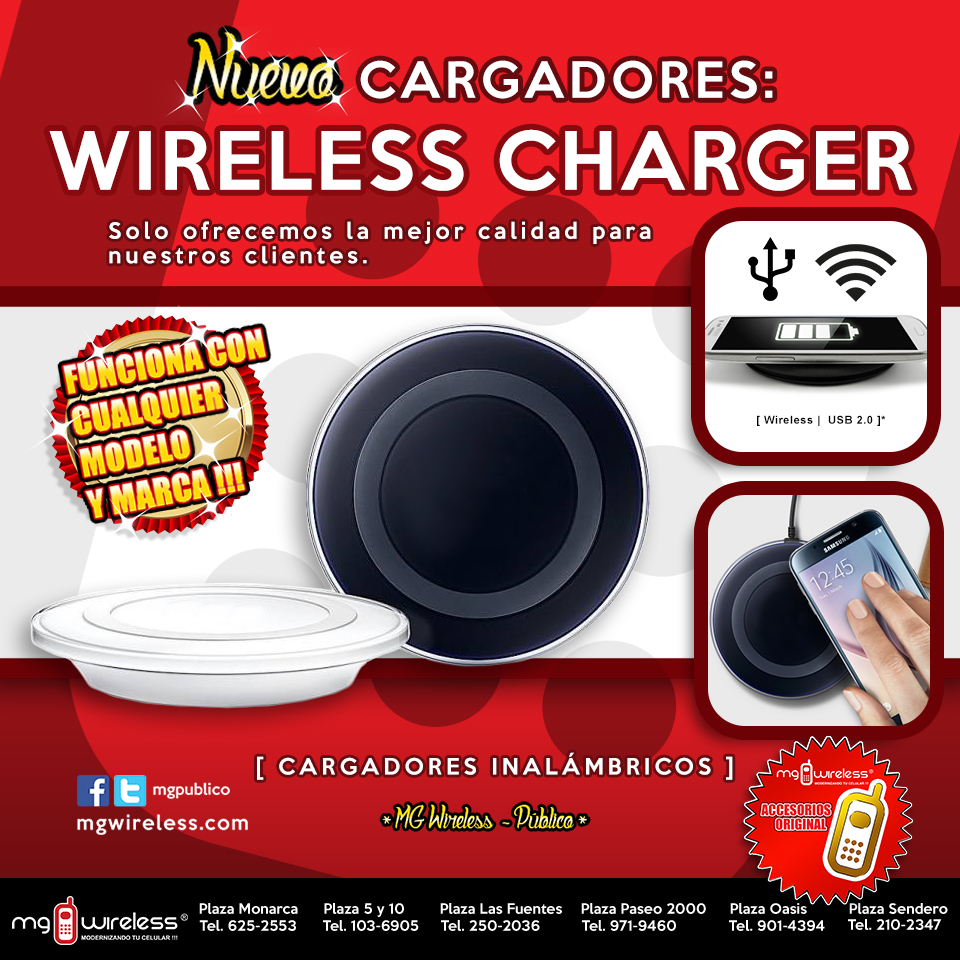 Nuevo CARGADORES:
WIRELESS CHARGER
Solo ofrecemos la mejor calidad para
nuestros clientes.
[ Wireless | USB 2.0 ]*
FUNCIONA CON
CUALQUIER
MODELO
Y MARCA !!!
SAMSUNG
12:45
[ CARGADORES INALÁMBRICOS ]
mgpublico
mgwireless.com
*MG Wireless - Público*
mg wireless®
MODERNIZANDO TU CELULAR !!!
ACCESORIOS
ORIGINAL
mg wireless®
MODERNIZANDO TU CELULAR !!!
Plaza Monarca
Tel. 625-2553
Plaza 5 y 10
Tel. 103-6905
Plaza Las Fuentes
Tel. 250-2036
Plaza Paseo 2000
Tel. 971-9460
Plaza Oasis
Tel. 901-4394
Plaza Sendero
Tel. 210-2347